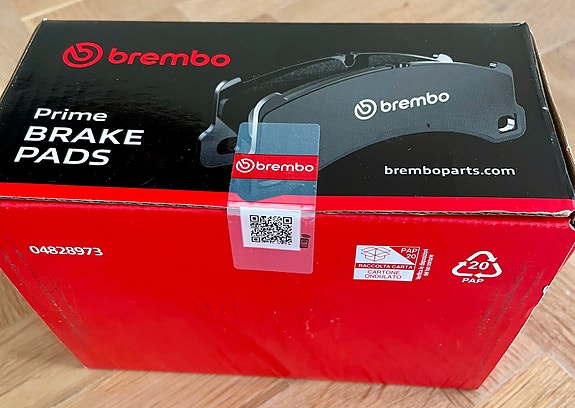 brembo
brembo
Prime
BRAKE
PADS
brembo
bremboparts.com
04828973
PAP
20
RACCOLTA CARTA
CARTONE
ONDULATO
20
PAP